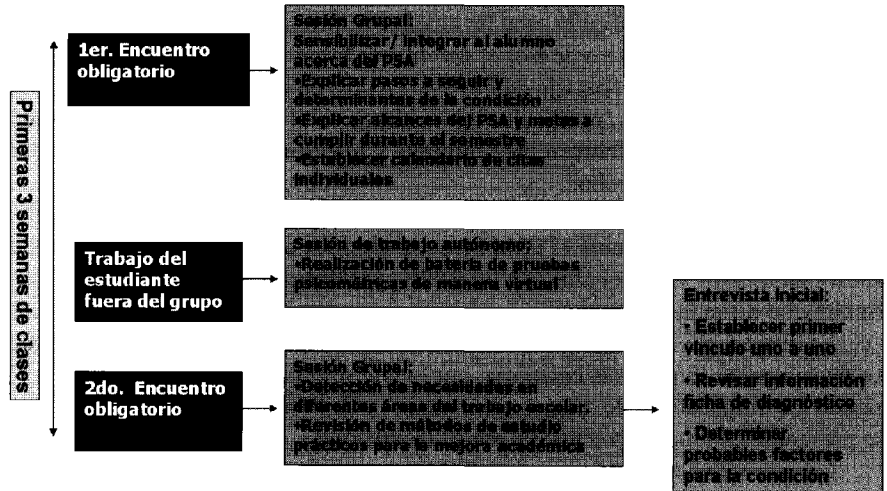 Primeras 3 semanas de clases
1er. Encuentro
obligatorio
Sesión Grupal:
Sensibilizar/ Integrar al alumno
acerca del PSA
•Explicar pasos a seguir y
determinantes de la condición
•Explicar alcances del PSA y metas a
cumplir durante el semestre
•Establecer calendario de citas
individuales
Trabajo del
estudiante
fuera del grupo
Sesión de trabajo autónomo:
•Realización de batería de pruebas
psicométricas de manera virtual
2do. Encuentro
obligatorio
Sesión Grupal:
•Detección de necesidades en
diferentes áreas del trabajo escolar.
•Revisión de métodos de estudio
prácticos para la mejora académica
Entrevista Inicial:
• Establecer primer
vínculo uno a uno
• Revisar información
ficha de diagnóstico
• Determinar
probables factores
para la condición